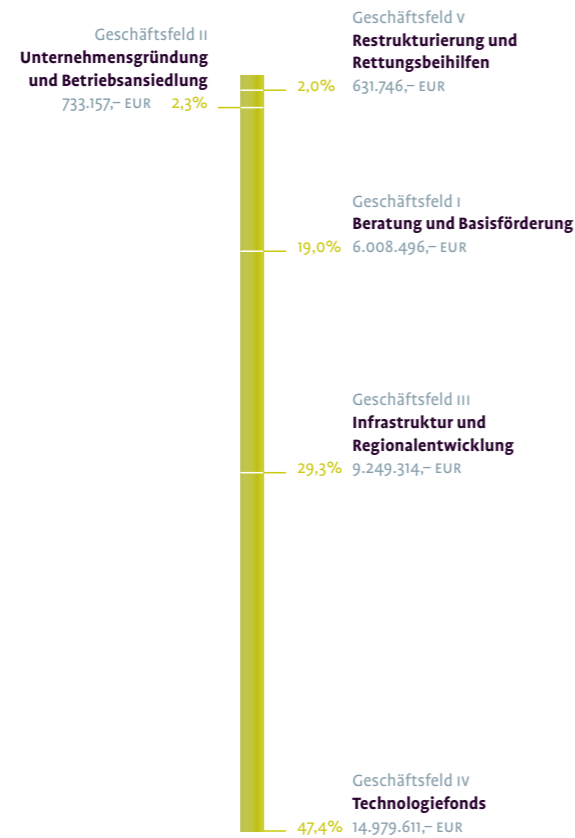 Geschäftsfeld II
Unternehmensgründung
und Betriebsansiedlung
733.157,– EUR 2,3%
Geschäftsfeld V
Restrukturierung und
Rettungsbeihilfen
2,0% 631.746,– EUR
Geschäftsfeld I
Beratung und Basisförderung
19,0% 6.008.496,– EUR
Geschäftsfeld III
Infrastruktur und
Regionalentwicklung
29,3% 9.249.314,– EUR
Geschäftsfeld IV
Technologiefonds
47,4% 14.979.611,– EUR